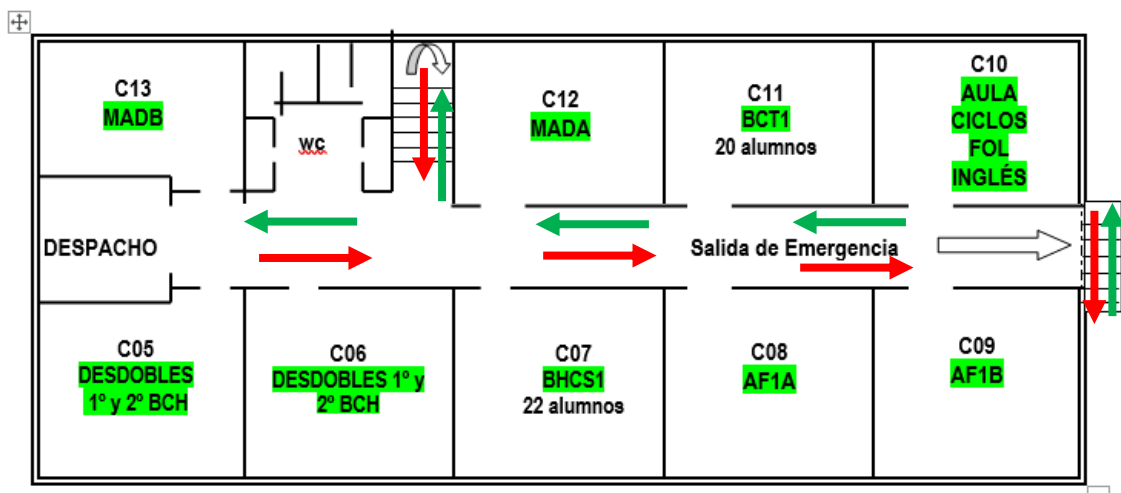 C13
MADB
wc
C12
MADA
C11
BCT1
20 alumnos
C10
AULA
CICLOS
FOL
INGLÉS
DESPACHO
Salida de Emergencia
C05
DESDOBLES
1º y 2º BCH
C06
DESDOBLES 1º y
2º BCH
C07
BHCS1
22 alumnos
C08
AF1A
C09
AF1B